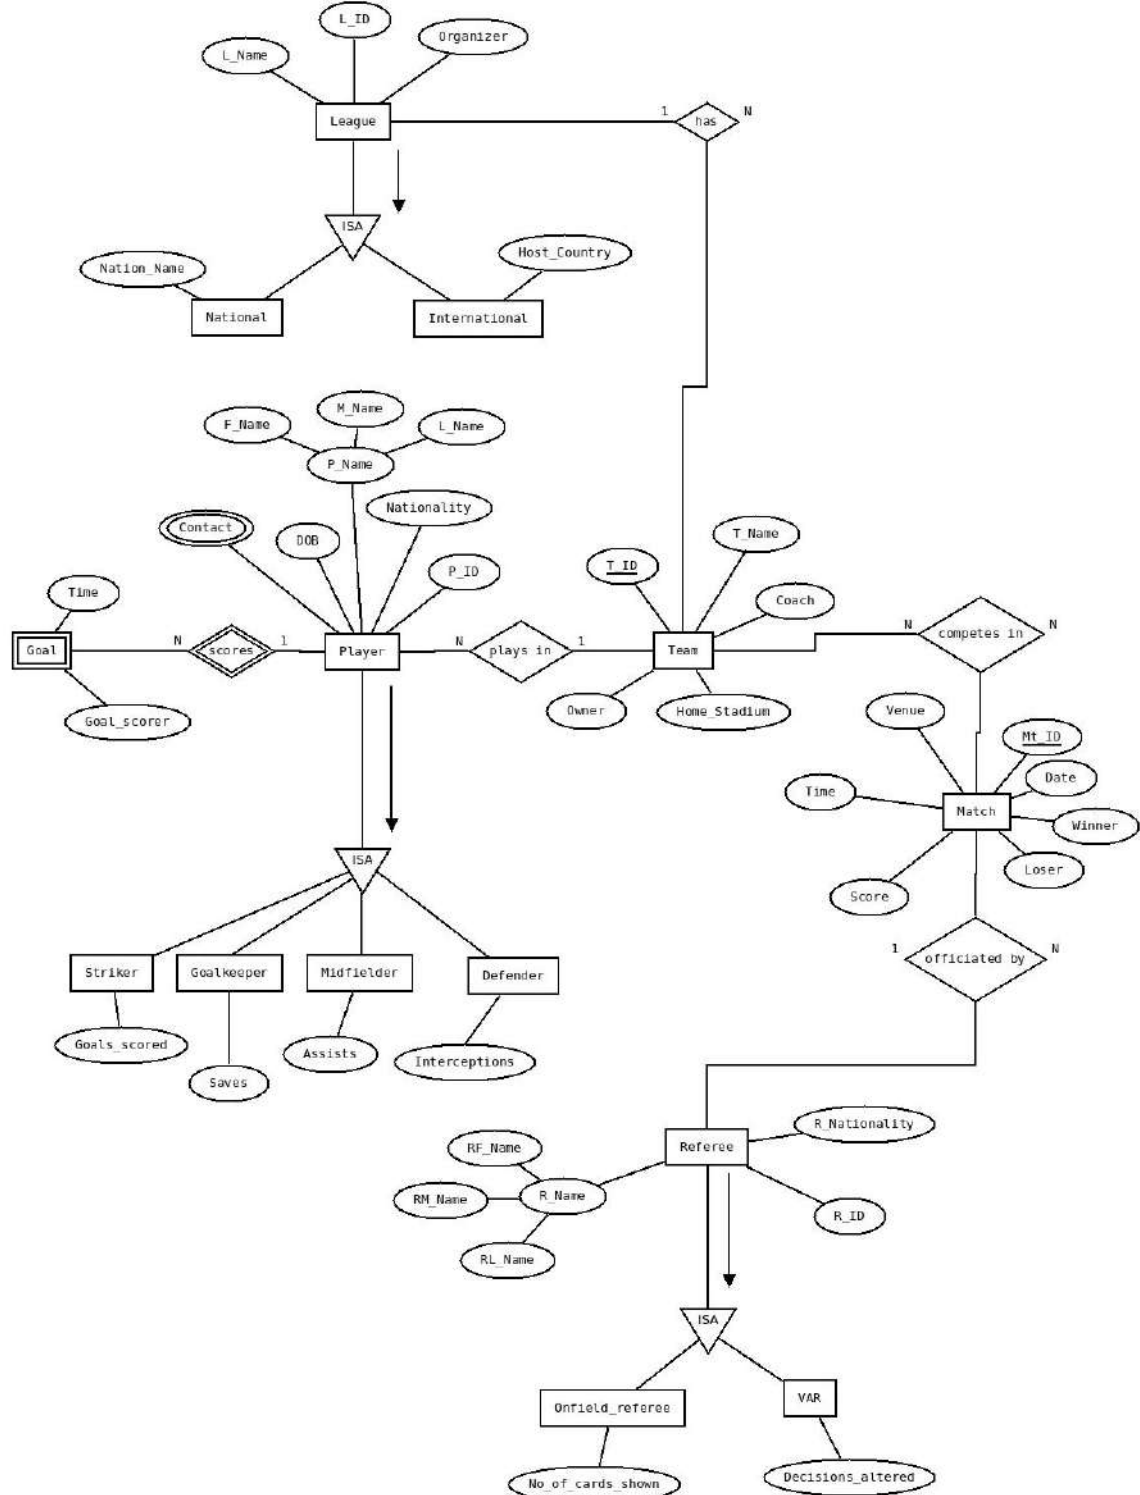 L_ID
Organizer
L_Name
1
N
League
has
ISA
Host_Country
Nation_Name
National
International
M_Name
F_Name
L_Name
P_Name
Nationality
Contact
T_Name
DOB
T_ID
P_ID
Time
Coach
N
1
N
1
N
N
Goal
scores
Player
plays in
Team
competes in
Goal_scorer
Owner
Home_Stadium
Venue
Mt_ID
Date
Time
Match
Winner
ISA
Loser
Score
1
N
officiated by
Striker
Goalkeeper
Midfielder
Defender
Goals_scored
Assists
Interceptions
Saves
R_Nationality
RF_Name
Referee
RM_Name
R_Name
R_ID
RL_Name
ISA
Onfield_referee
VAR
No_of_cards_shown
Decisions_altered